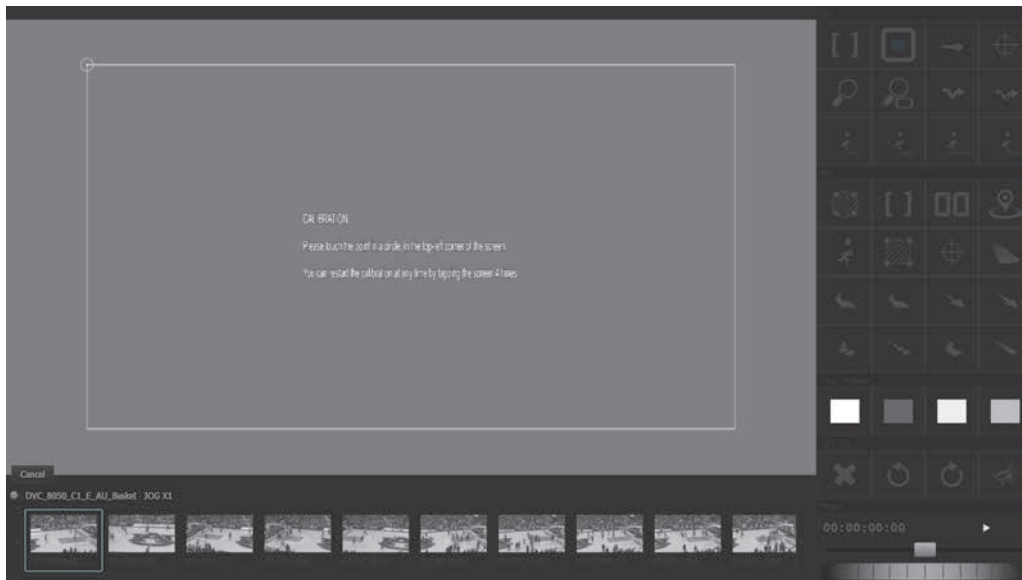 CALIBRATION
Please touch the point in a circle, in the top-left corner of the screen.
You can restart the calibration at any time by tapping the screen 4 times
Cancel
DVC_8050_C1_E_AU_Basket JOG X1
00:00:00:00